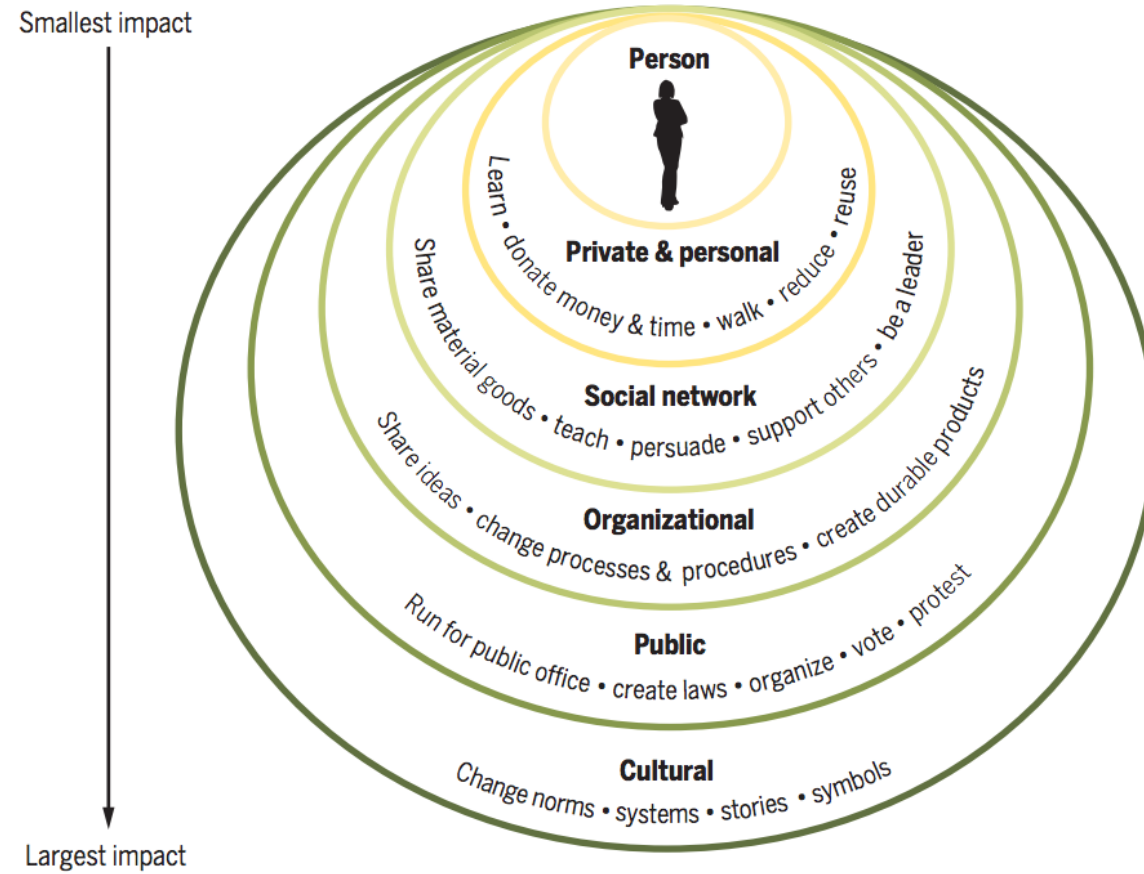 Smallest impact
Person
Private & personal
Learn • donate money & time • walk • reduce • reuse
Social network
Share material goods • teach • persuade • support others • be a leader
Organizational
Share ideas • change processes & procedures • create durable products
Public
Run for public office • create laws • organize • vote • protest
Cultural
Change norms • systems • stories • symbols
Largest impact